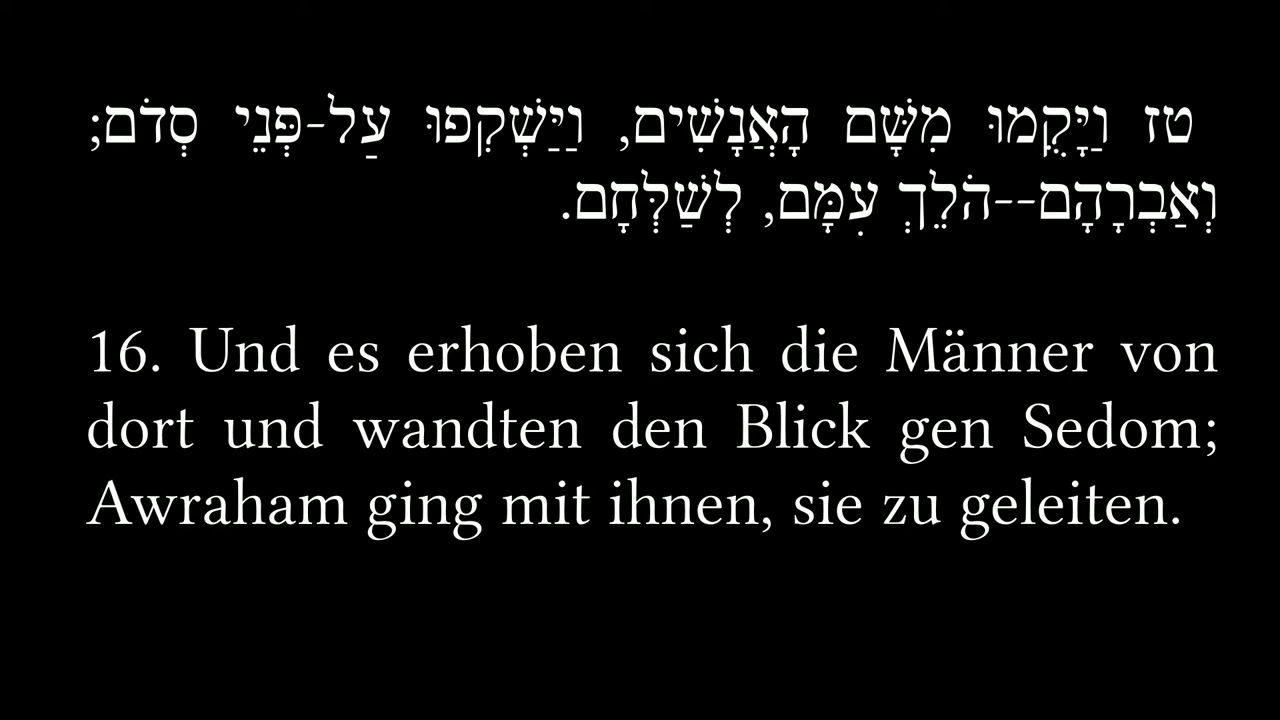 טז וַיָּקֻמוּ מִשָּׁם הָאֲנָשִׁים, וַיַּשְׁקִפוּ עַל-פְּנֵי סְדֹם;
וְאַבְרָהָם--הֹלֵךְ עִמָּם, לְשַׁלְּחָם.
16. Und es erhoben sich die Männer von
dort und wandten den Blick gen Sedom;
Awraham ging mit ihnen, sie zu geleiten.